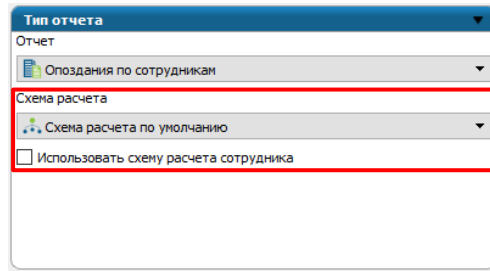 Тип отчета
Отчет
Опоздания по сотрудникам
Схема расчета
Схема расчета по умолчанию
Использовать схему расчета сотрудника